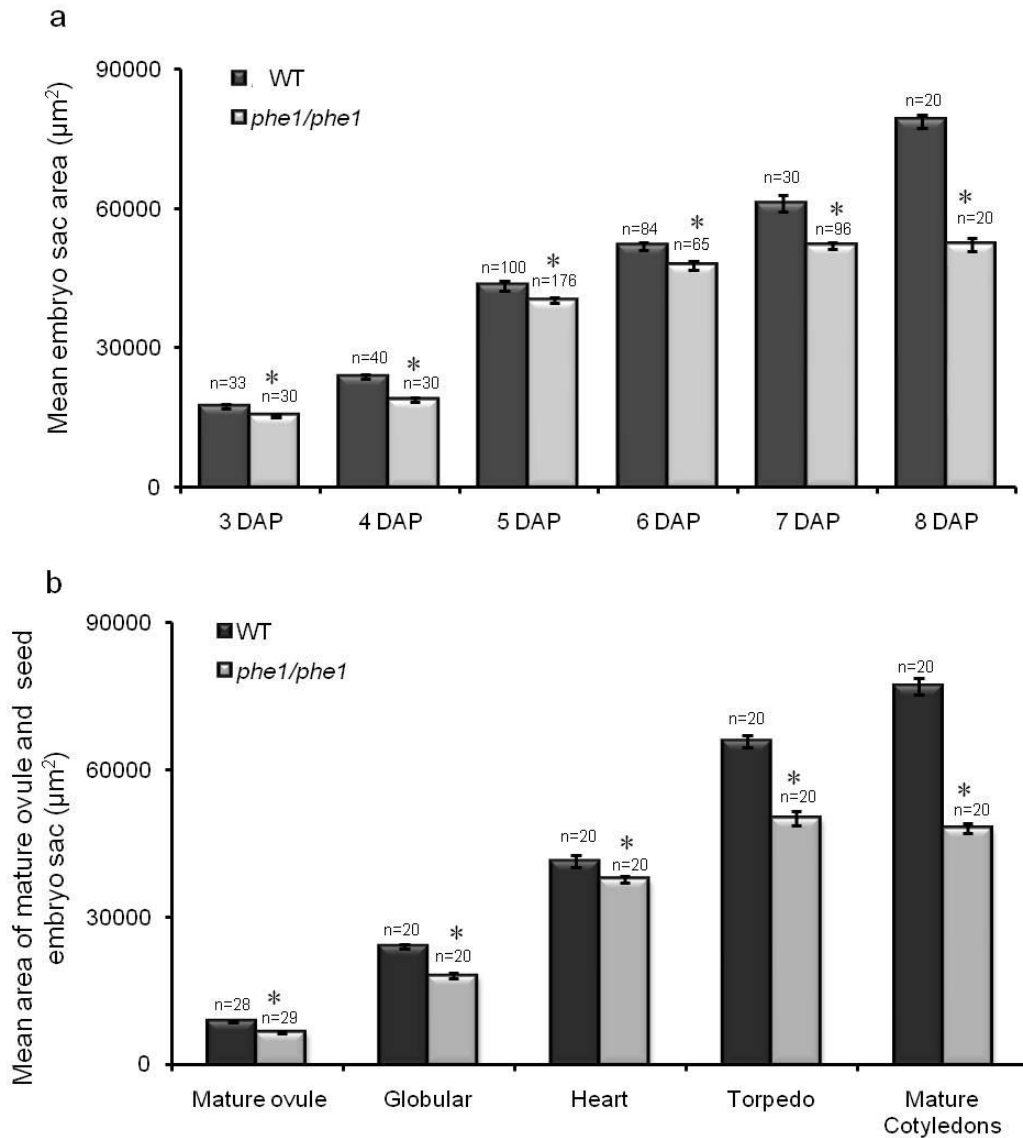 a
Mean embryo sac area (µm²)
90000
60000
30000
0
WT
phe1/phe1
n=33
*
n=30
n=40
*
n=30
n=100
*
n=176
n=84
*
n=65
n=30
*
n=96
n=20
*
n=20
3 DAP
4 DAP
5 DAP
6 DAP
7 DAP
8 DAP
b
Mean area of mature ovule and seed
embryo sac (µm²)
90000
60000
30000
0
WT
phe1/phe1
n=28
*
n=29
n=20
*
n=20
n=20
*
n=20
n=20
*
n=20
n=20
*
n=20
Mature ovule
Globular
Heart
Torpedo
Mature
Cotyledons